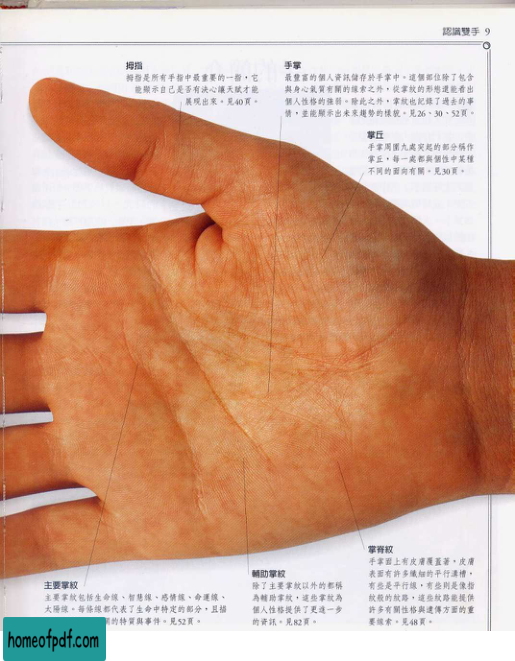 認識雙手 9
拇指
拇指是所有手指中最重要的一指，它
能顯示自己是否有決心讓天賦才能
展現出來。見40頁。
手掌
最豐富的個人資訊儲存於手掌中。這個部位除了包含
與身心氣質有關的線索之外，從掌紋的形態還能看出
個人性格的強弱。除此之外，掌紋也記錄了過去的事
情，並能顯示出未來趨勢的樣貌。見26、30、52頁。
掌丘
手掌周圍九處突起的部分稱作
掌丘，每一處都與個性中某種
不同的面向有關。見30頁。
主要掌紋
主要掌紋包括生命線、智慧線、感情線、命運線、
太陽線。每條線都代表了生命中特定的部分，且描
的特質與事件。見52頁。
輔助掌紋
除了主要掌紋以外的都稱
為輔助掌紋，這些掌紋為
個人性格提供了更進一步
的資訊。見82頁。
掌脊紋
手掌面上有皮膚覆蓋著，皮膚
表面有許多纖細的平行溝槽，
有些是平行線，有些則是像指
紋般的紋路，這些紋路能提供
許多有關性格與遺傳方面的重
要線索。見48頁。
homeofpdf.com